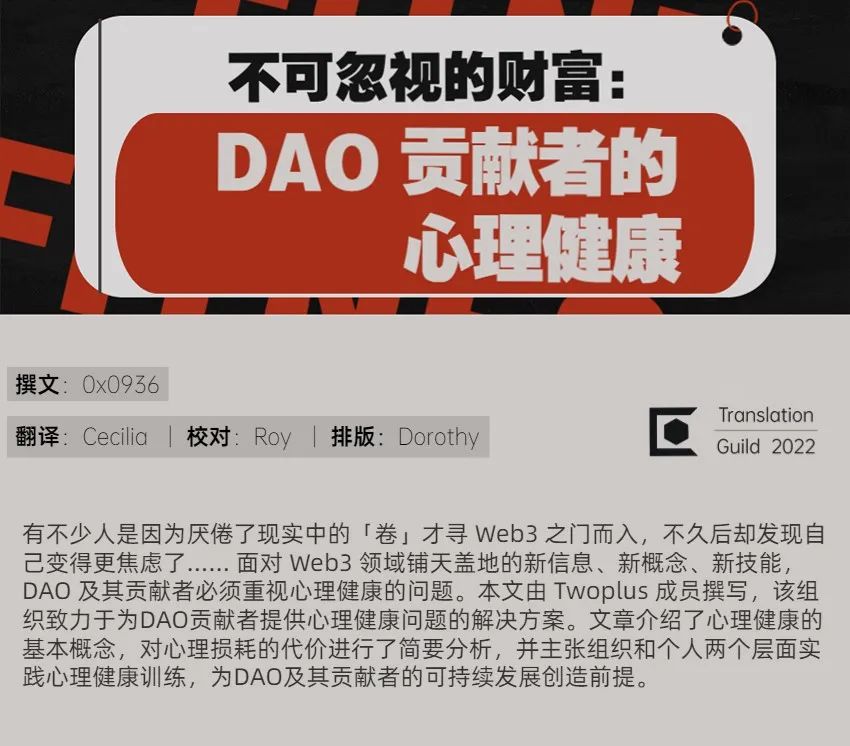 不可忽视的财富：
DAO 贡献者的
心理健康
撰文：0x0936
翻译：Cecilia ｜校对：Roy ｜排版：Dorothy
Translation
Guild 2022
有不少人是因为厌倦了现实中的「卷」才寻 Web3 之门而入，不久后却发现自
己变得更焦虑了...... 面对 Web3 领域铺天盖地的新信息、新概念、新技能，
DAO 及其贡献者必须重视心理健康的问题。本文由 Twoplus 成员撰写，该组
织致力于为DAO贡献者提供心理健康问题的解决方案。文章介绍了心理健康的
基本概念，对心理损耗的代价进行了简要分析，并主张组织和个人两个层面实
践心理健康训练，为DAO及其贡献者的可持续发展创造前提。